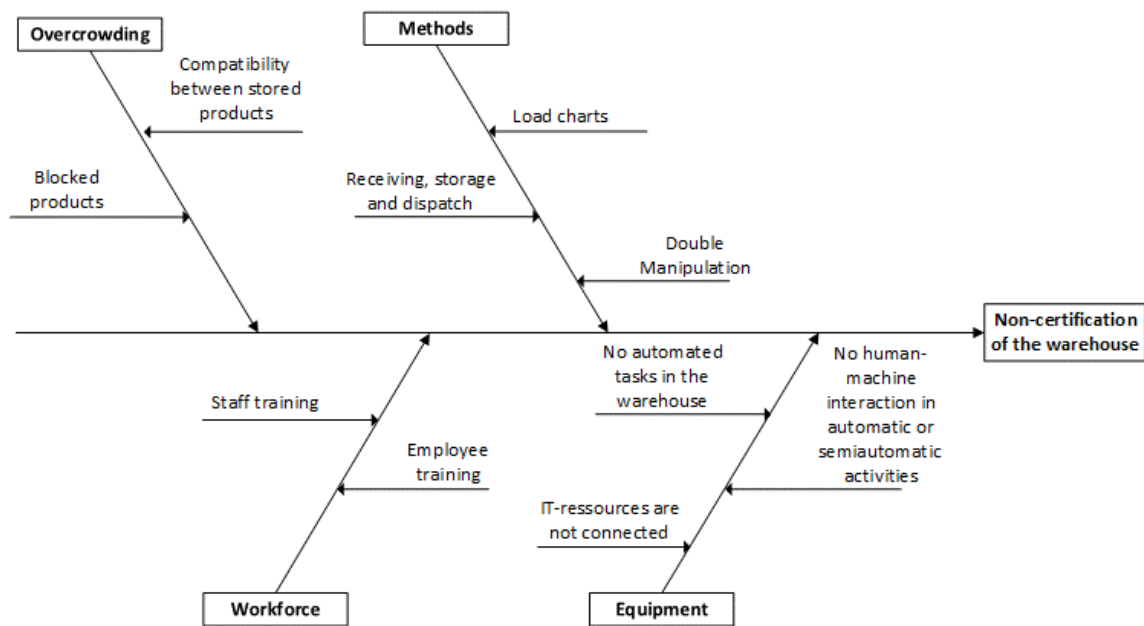 Overcrowding
Methods
Compatibility
between stored
products
Load charts
Blocked
products
Receiving, storage
and dispatch
Double
Manipulation
Non-certification
of the warehouse
No automated
tasks in the
warehouse
No human-
machine
interaction in
automatic or
semiautomatic
activities
Staff training
Employee
training
IT-ressources are
not connected
Workforce
Equipment